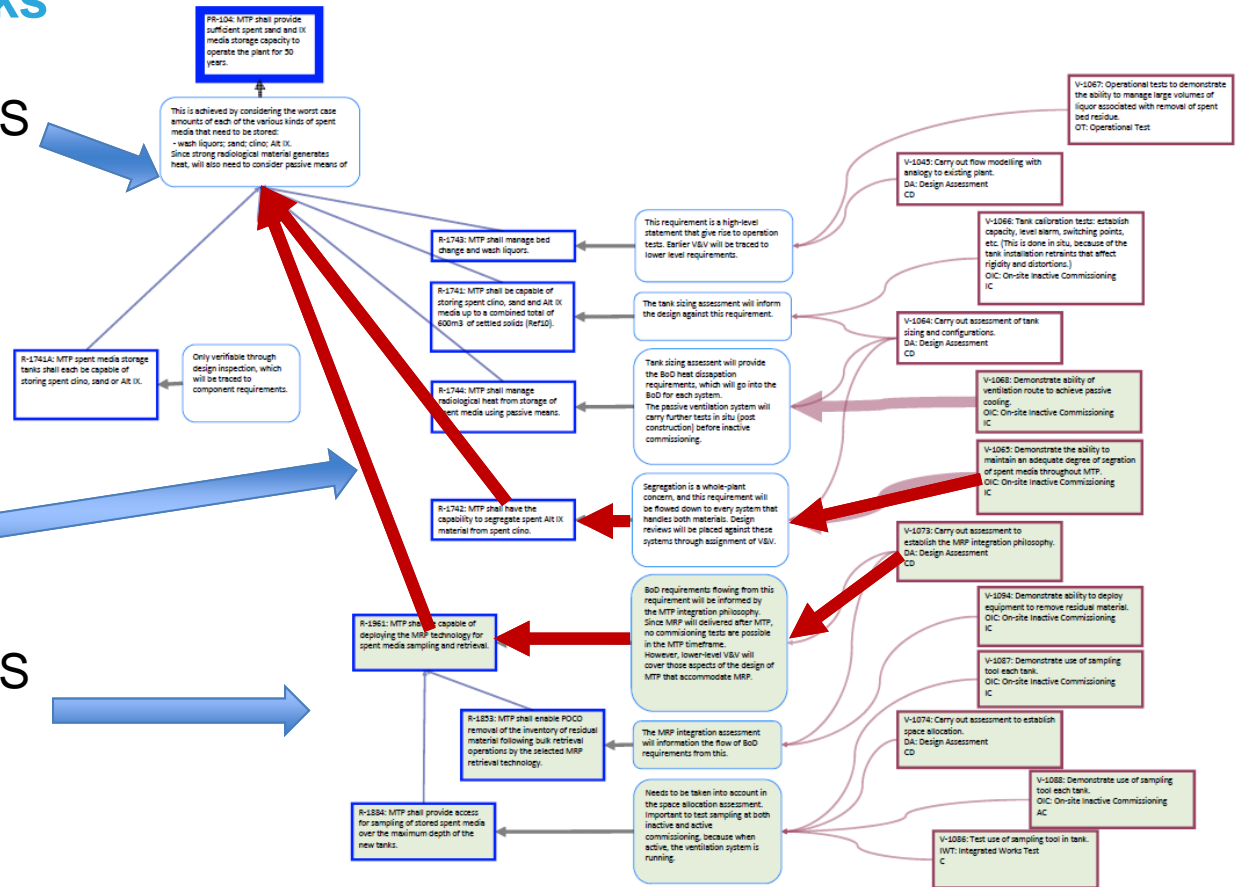 ks
PR-104: MTP shall provide
sufficient spent sand and IX
media storage capacity to
operate the plant for 50
years.
S
This is achieved by considering the worst case
amounts of each of the various kinds of spent
media that need to be stored:
- wash liquors; sand; clino; Alt IX.
Since strong radiological material generates
heat, will also need to consider passive means of
V-1067: Operational tests to demonstrate
the ability to manage large volumes of
liquor associated with removal of spent
bed residue.
OT: Operational Test
V-1045: Carry out flow modelling with
analogy to existing plant.
DA: Design Assessment
CD
R-1743: MTP shall manage bed
change and wash liquors.
This requirement is a high-level
statement that give rise to operation
tests. Earlier V&V will be traced to
lower level requirements.
V-1066: Tank calibration tests: establish
capacity, level alarm, switching points,
etc. (This is done in situ, because of the
tank installation retraints that affect
rigidity and distortions.)
OIC: On-site Inactive Commissioning
IC
R-1741: MTP shall be capable of
storing spent clino, sand and Alt IX
media up to a combined total of
600m3 of settled solids (Ref10).
The tank sizing assessment will inform
the design against this requirement.
V-1064: Carry out assessment of tank
sizing and configurations.
DA: Design Assessment
CD
R-1741A: MTP spent media storage
tanks shall each be capable of
storing spent clino, sand or Alt IX.
Only verifiable through
design inspection, which
will be traced to
component requirements.
R-1744: MTP shall manage
radiological heat from storage of
spent media using passive means.
Tank sizing assesent will provide
the BoD heat dissapation
requirements, which will go into the
BoD for each system.
The passive ventilation system will
carry further tests in situ (post
construction) before inactive
commissioning.
V-1068: Demonstrate ability of
ventilation route to achieve passive
cooling.
OIC: On-site Inactive Commissioning
IC
V-1065: Demonstrate the ability to
maintain an adequate degree of segration
of spent media throughout MTP.
OIC: On-site Inactive Commissioning
IC
R-1742: MTP shall have the
capability to segregate spent Alt IX
material from spent clino.
Segregation is a whole-plant
concern, and this requirement will
be flowed down to every system that
handles both materials. Design
reviews will be placed against these
systems through assignment of V&V.
V-1073: Carry out assessment to
establish the MRP integration philosophy.
DA: Design Assessment
CD
S
R-1961: MTP shall be capable of
deploying the MRP technology for
spent media sampling and retrieval.
BoD requirements flowing from this
requirement will be informed by
the MTP integration philosophy.
Since MRP will delivered after MTP,
no commisioning tests are possible
in the MTP timeframe.
However, lower-level V&V will
cover those aspects of the design of
MTP that accommodate MRP.
V-1094: Demonstrate ability to deploy
equipment to remove residual material.
OIC: On-site Inactive Commissioning
IC
V-1087: Demonstrate use of sampling
tool each tank.
OIC: On-site Inactive Commissioning
IC
R-1853: MTP shall enable POCO
removal of the inventory of residual
material following bulk retrieval
operations by the selected MRP
retrieval technology.
The MRP integration assessment
will information the flow of BoD
requirements from this.
V-1074: Carry out assessment to establish
space allocation.
DA: Design Assessment
CD
R-1884: MTP shall provide access
for sampling of stored spent media
over the maximum depth of the
new tanks.
Needs to be taken into account in
the space allocation assessment.
Important to test sampling at both
inactive and active
commissioning, because when
active, the ventilation system is
running.
V-1088: Demonstrate use of sampling
tool each tank.
OIC: On-site Inactive Commissioning
AC
V-1086: Test use of sampling tool in tank.
IWT: Integrated Works Test
C